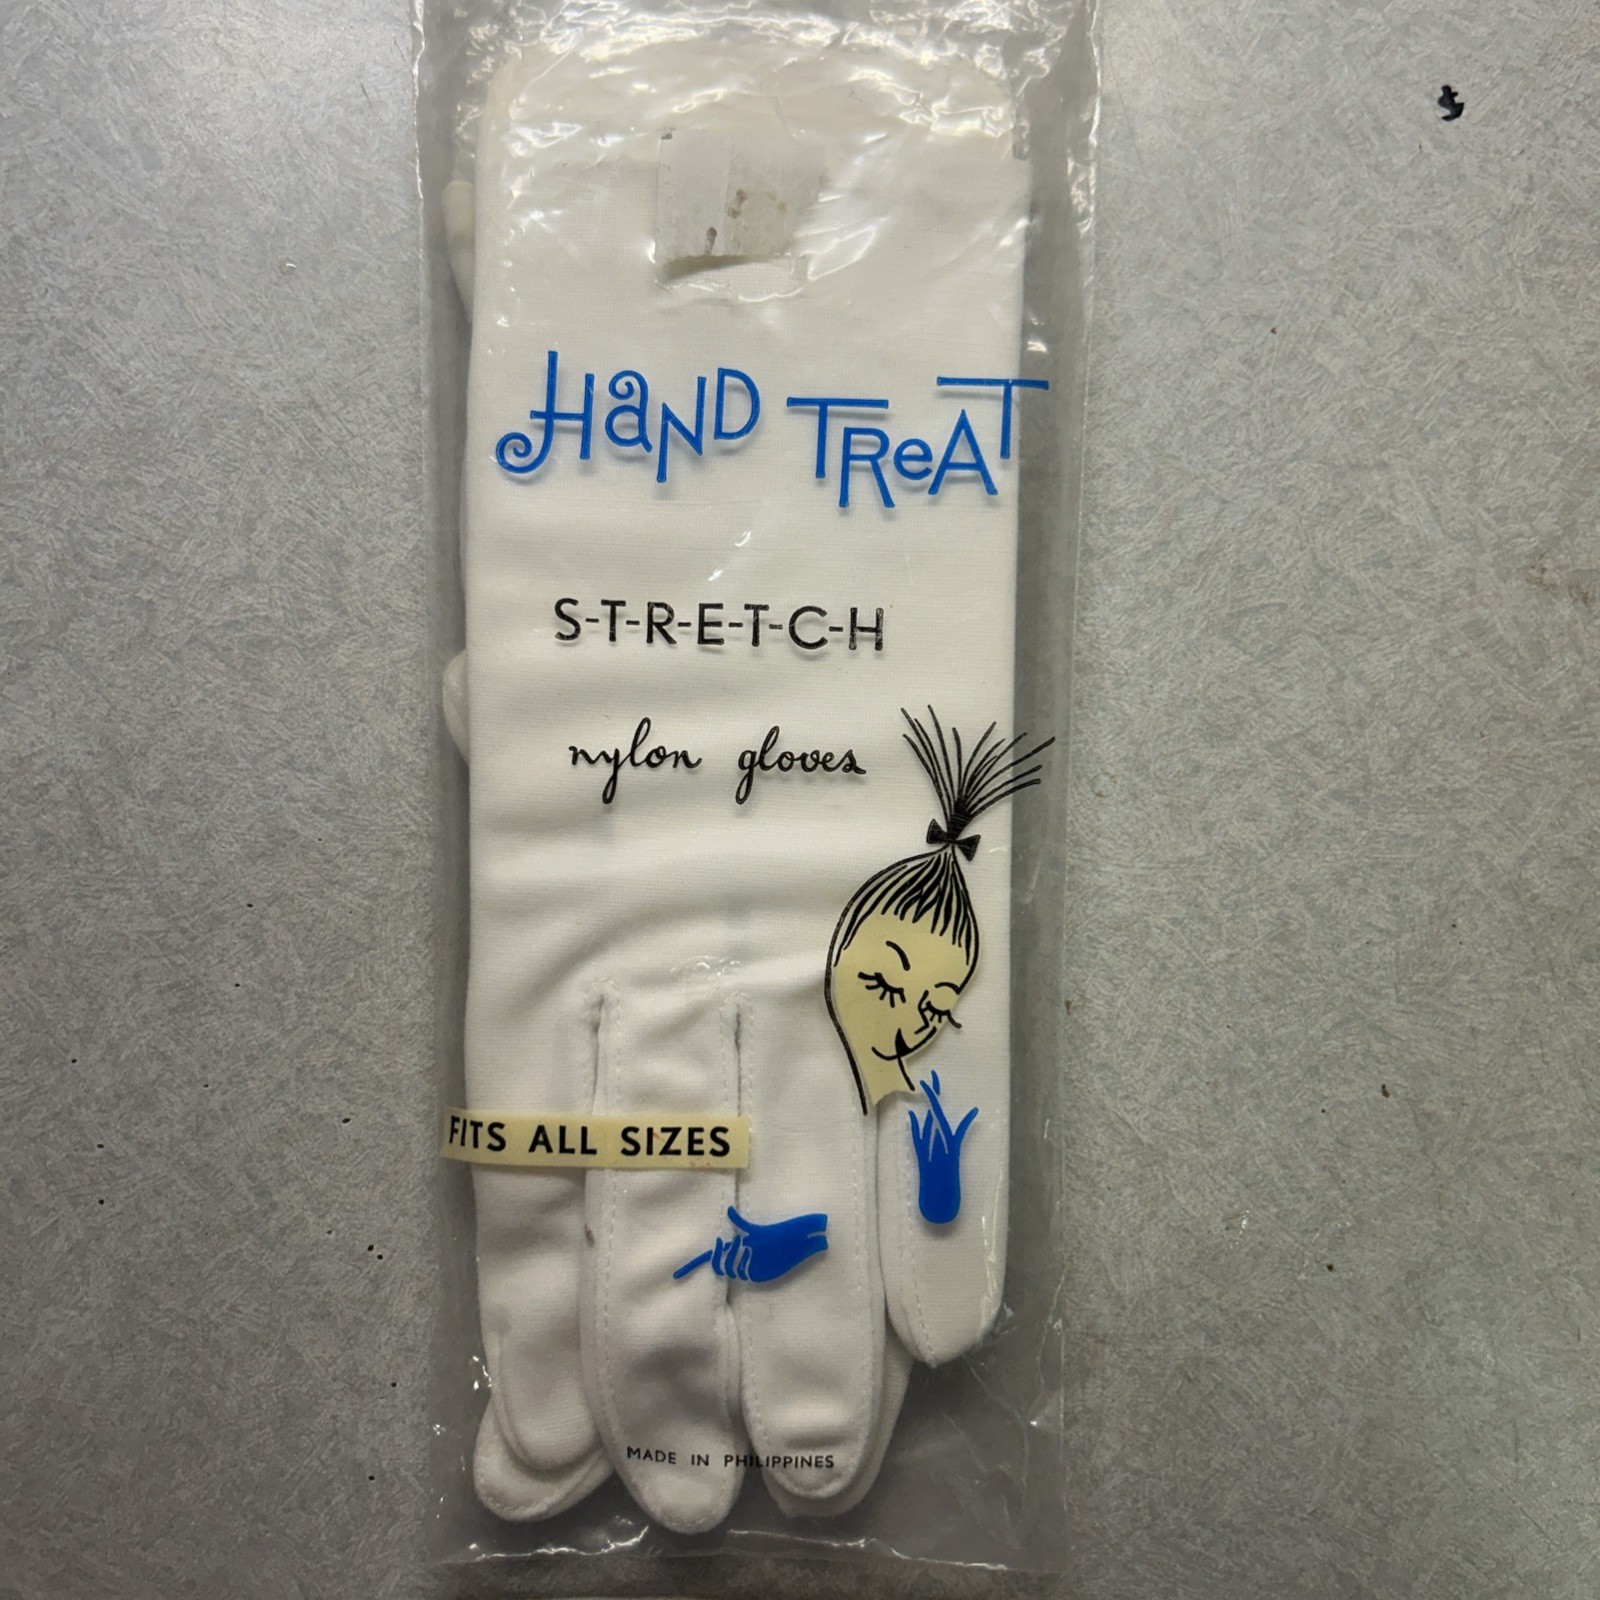 HaND TReAT
S-T-R-E-T-C-H
nylon gloves
FITS ALL SIZES
MADE IN PHILIPPINES